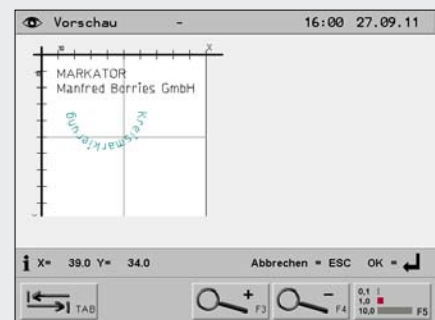 Vorschau - 16:00 27.09.11
X
MARKATOR
Manfred Borries GmbH
Kreismarkierung
i X= 39.0 Y= 34.0 Abbrechen = ESC OK =
TAB
+ F3
- F4
0,1
1,0
10,0 F5